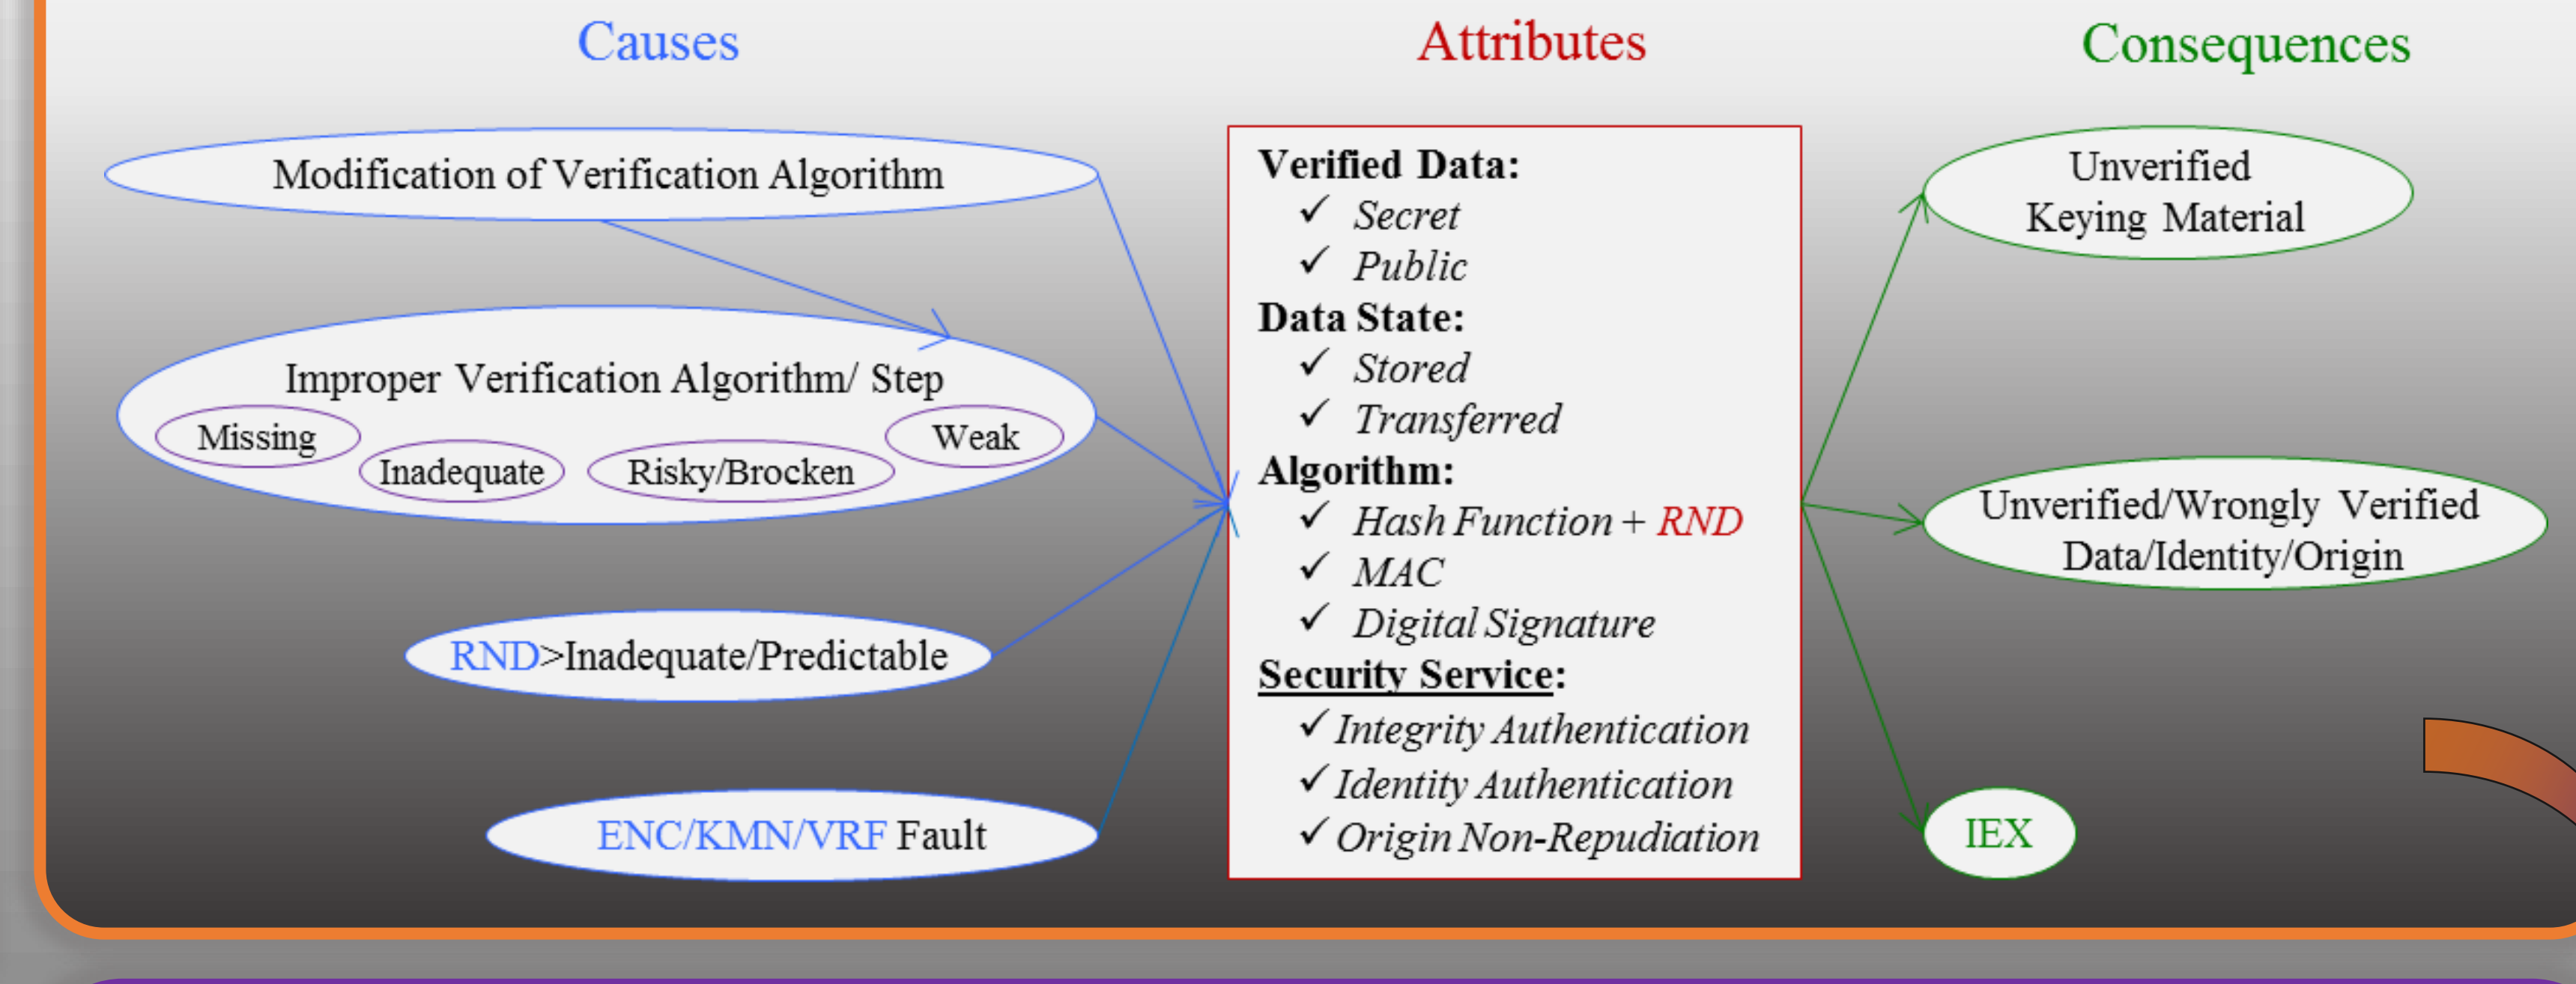 Causes
Attributes
Consequences
Modification of Verification Algorithm
Improper Verification Algorithm/ Step
Missing
Inadequate
Risky/Brocken
Weak
RND>Inadequate/Predictable
ENC/KMN/VRF Fault
Verified Data:
✓ Secret
✓ Public
Data State:
✓ Stored
✓ Transferred
Algorithm:
✓ Hash Function + RND
✓ MAC
✓ Digital Signature
Security Service:
✓ Integrity Authentication
✓ Identity Authentication
✓ Origin Non-Repudiation
Unverified
Keying Material
Unverified/Wrongly Verified
Data/Identity/Origin
IEX